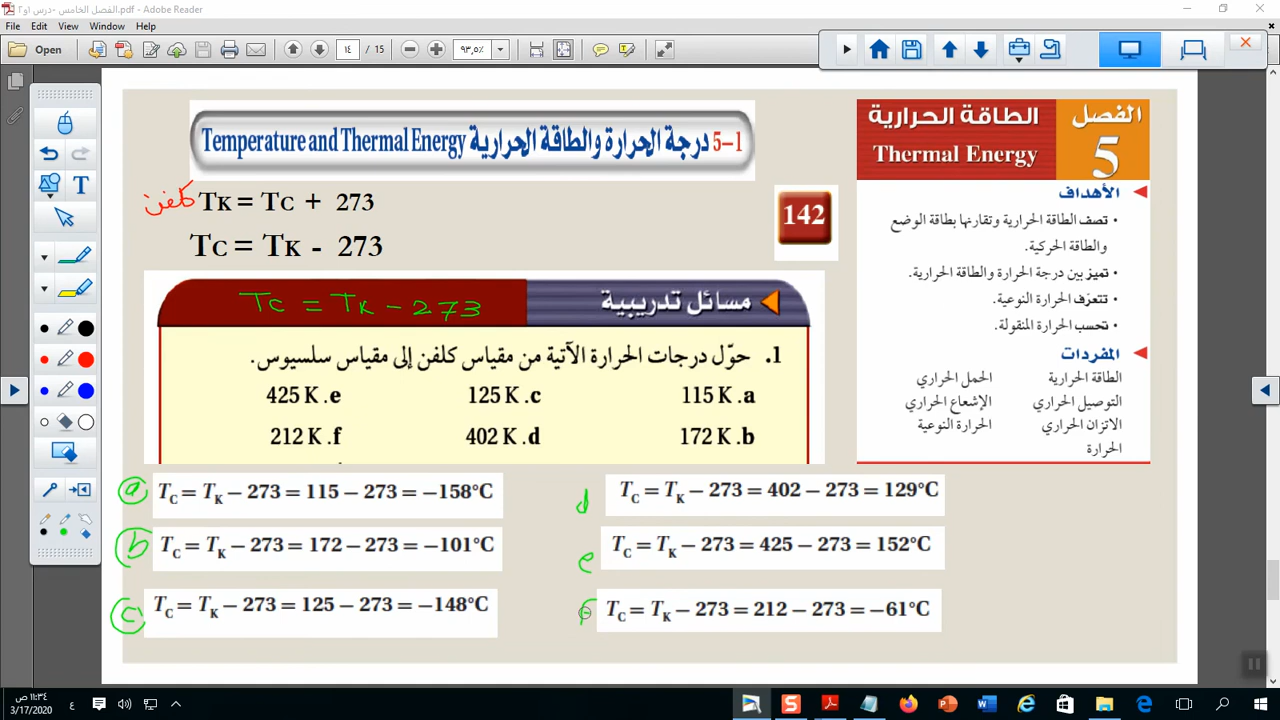 الفصل الخامس -درس ١و٢.pdf - Adobe Reader
File Edit View Window Help
Open ١٤ / 15 ٩٣,٥٪
الفصل 5
الطاقة الحرارية
Thermal Energy
5-1 درجة الحرارة والطاقة الحرارية Temperature and Thermal Energy
كلفن TK = TC + 273
TC = TK - 273
142
الأهداف
• تصف الطاقة الحرارية وتقارنها بطاقة الوضع
والطاقة الحركية.
• تميز بين درجة الحرارة والطاقة الحرارية.
• تتعرّف الحرارة النوعية.
• تحسب الحرارة المنقولة.
المفردات
الطاقة الحرارية الحمل الحراري
التوصيل الحراري الإشعاع الحراري
الاتزان الحراري الحرارة النوعية
الحرارة
مسائل تدريبية
TC = TK - 273
1. حوّل درجات الحرارة الآتية من مقياس كلفن إلى مقياس سلسيوس.
a. 115 K c. 125 K e. 425 K
b. 172 K d. 402 K f. 212 K
a TC = TK − 273 = 115 − 273 = −158°C
b TC = TK − 273 = 172 − 273 = −101°C
c TC = TK − 273 = 125 − 273 = −148°C
d TC = TK − 273 = 402 − 273 = 129°C
e TC = TK − 273 = 425 − 273 = 152°C
f TC = TK − 273 = 212 − 273 = −61°C
١١:٣٤ ص
3/17/2020
ع